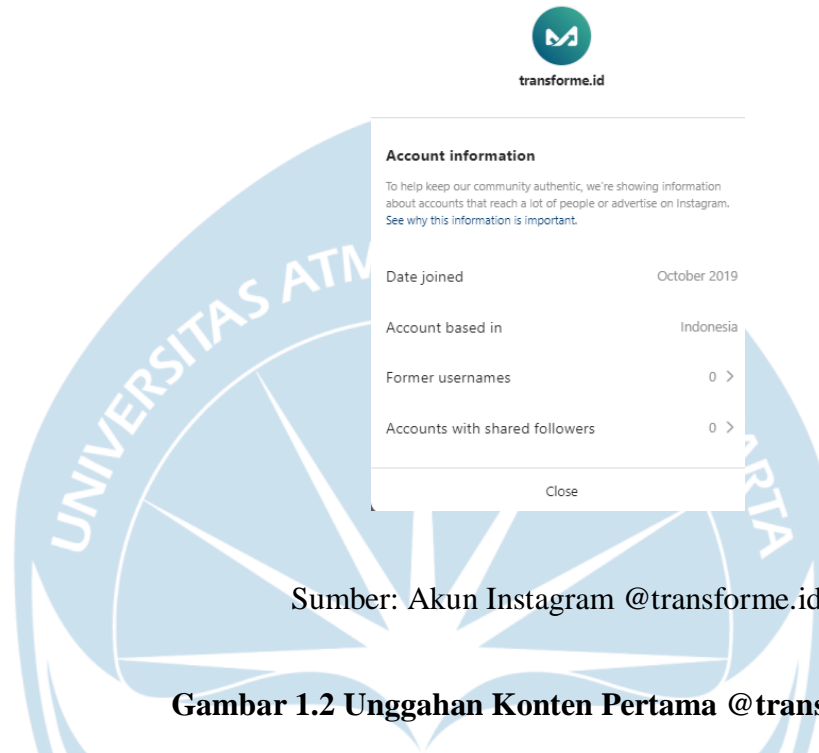 transforme.id
Account information
To help keep our community authentic, we're showing information
about accounts that reach a lot of people or advertise on Instagram.
See why this information is important.
Date joined October 2019
Account based in Indonesia
Former usernames 0 >
Accounts with shared followers 0 >
Close
UNIVERSITAS ATM
ARTA
Sumber: Akun Instagram @transforme.id
Gambar 1.2 Unggahan Konten Pertama @trans